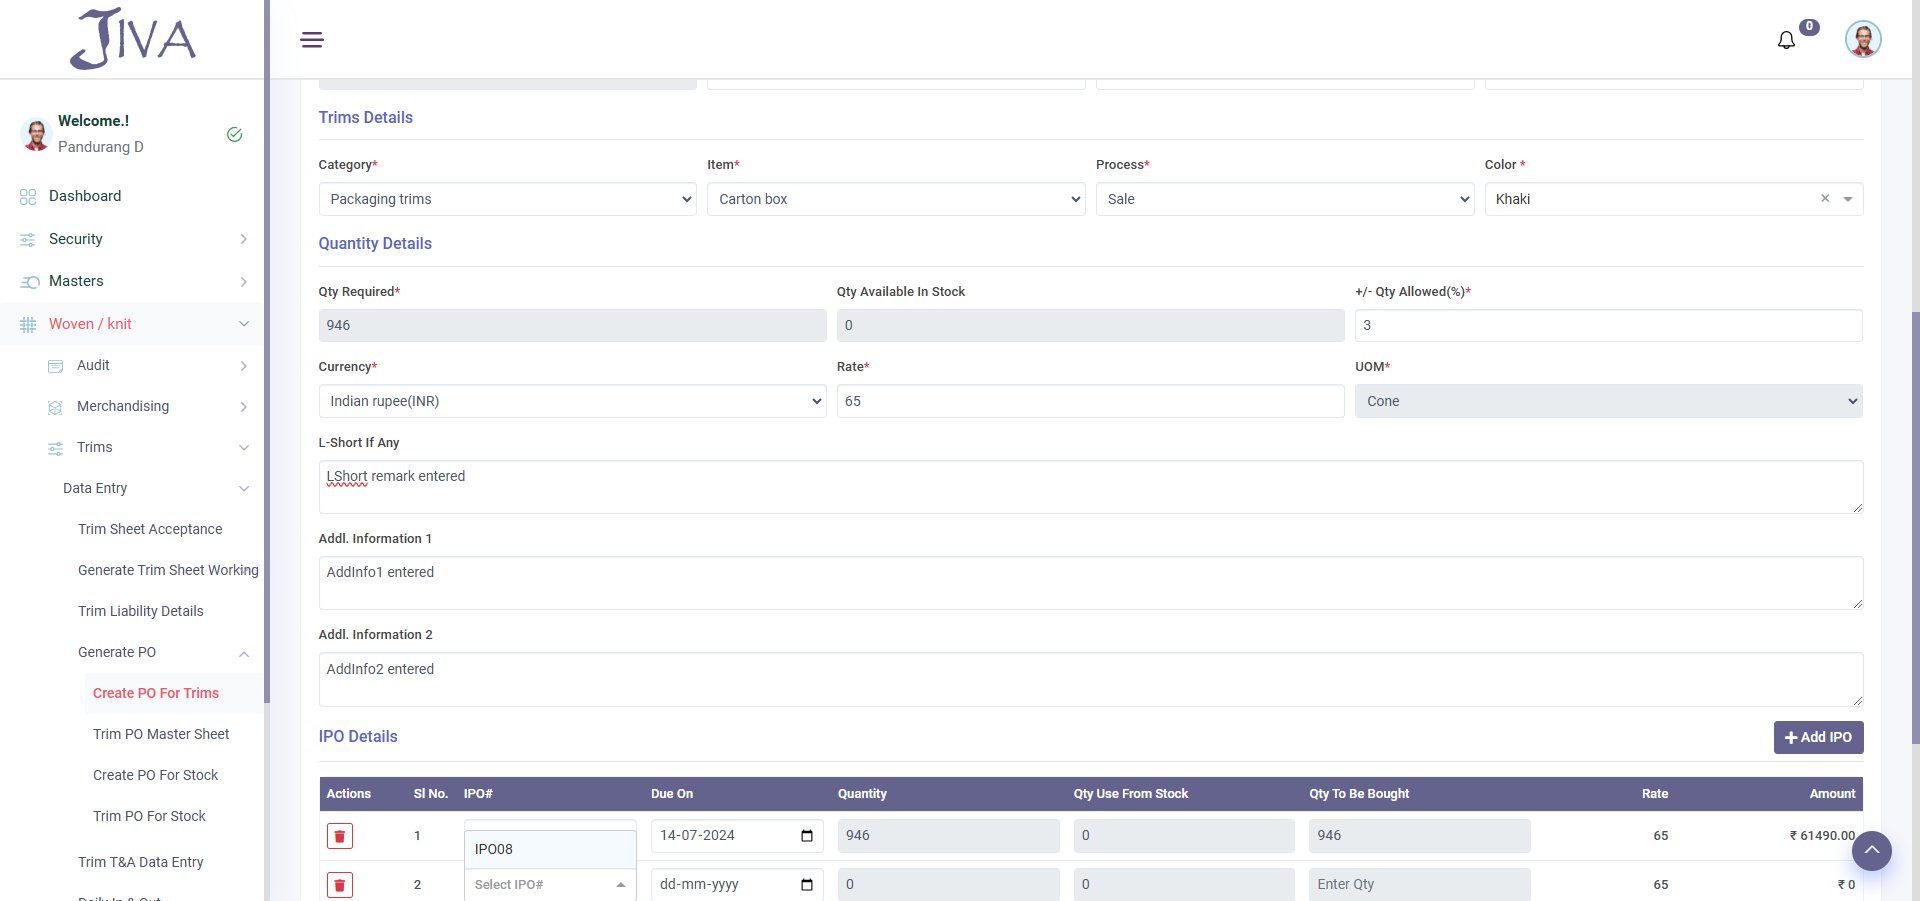 JIVA
0
Welcome.!
Pandurang D
Dashboard
Security
Masters
Woven / knit
Audit
Merchandising
Trims
Data Entry
Trim Sheet Acceptance
Generate Trim Sheet Working
Trim Liability Details
Generate PO
Create PO For Trims
Trim PO Master Sheet
Create PO For Stock
Trim PO For Stock
Trim T&A Data Entry
Daily In & Out
Trims Details
Category* Item* Process* Color *
Packaging trims Carton box Sale Khaki ×
Quantity Details
Qty Required* Qty Available In Stock +/- Qty Allowed(%)*
946 0 3
Currency* Rate* UOM*
Indian rupee(INR) 65 Cone
L-Short If Any
LShort remark entered
Addl. Information 1
AddInfo1 entered
Addl. Information 2
AddInfo2 entered
IPO Details
+ Add IPO
Actions Sl No. IPO# Due On Quantity Qty Use From Stock Qty To Be Bought Rate Amount
1 14-07-2024 946 0 946 65 ₹ 61490.00
IPO08
2 Select IPO# dd-mm-yyyy 0 0 Enter Qty 65 ₹ 0